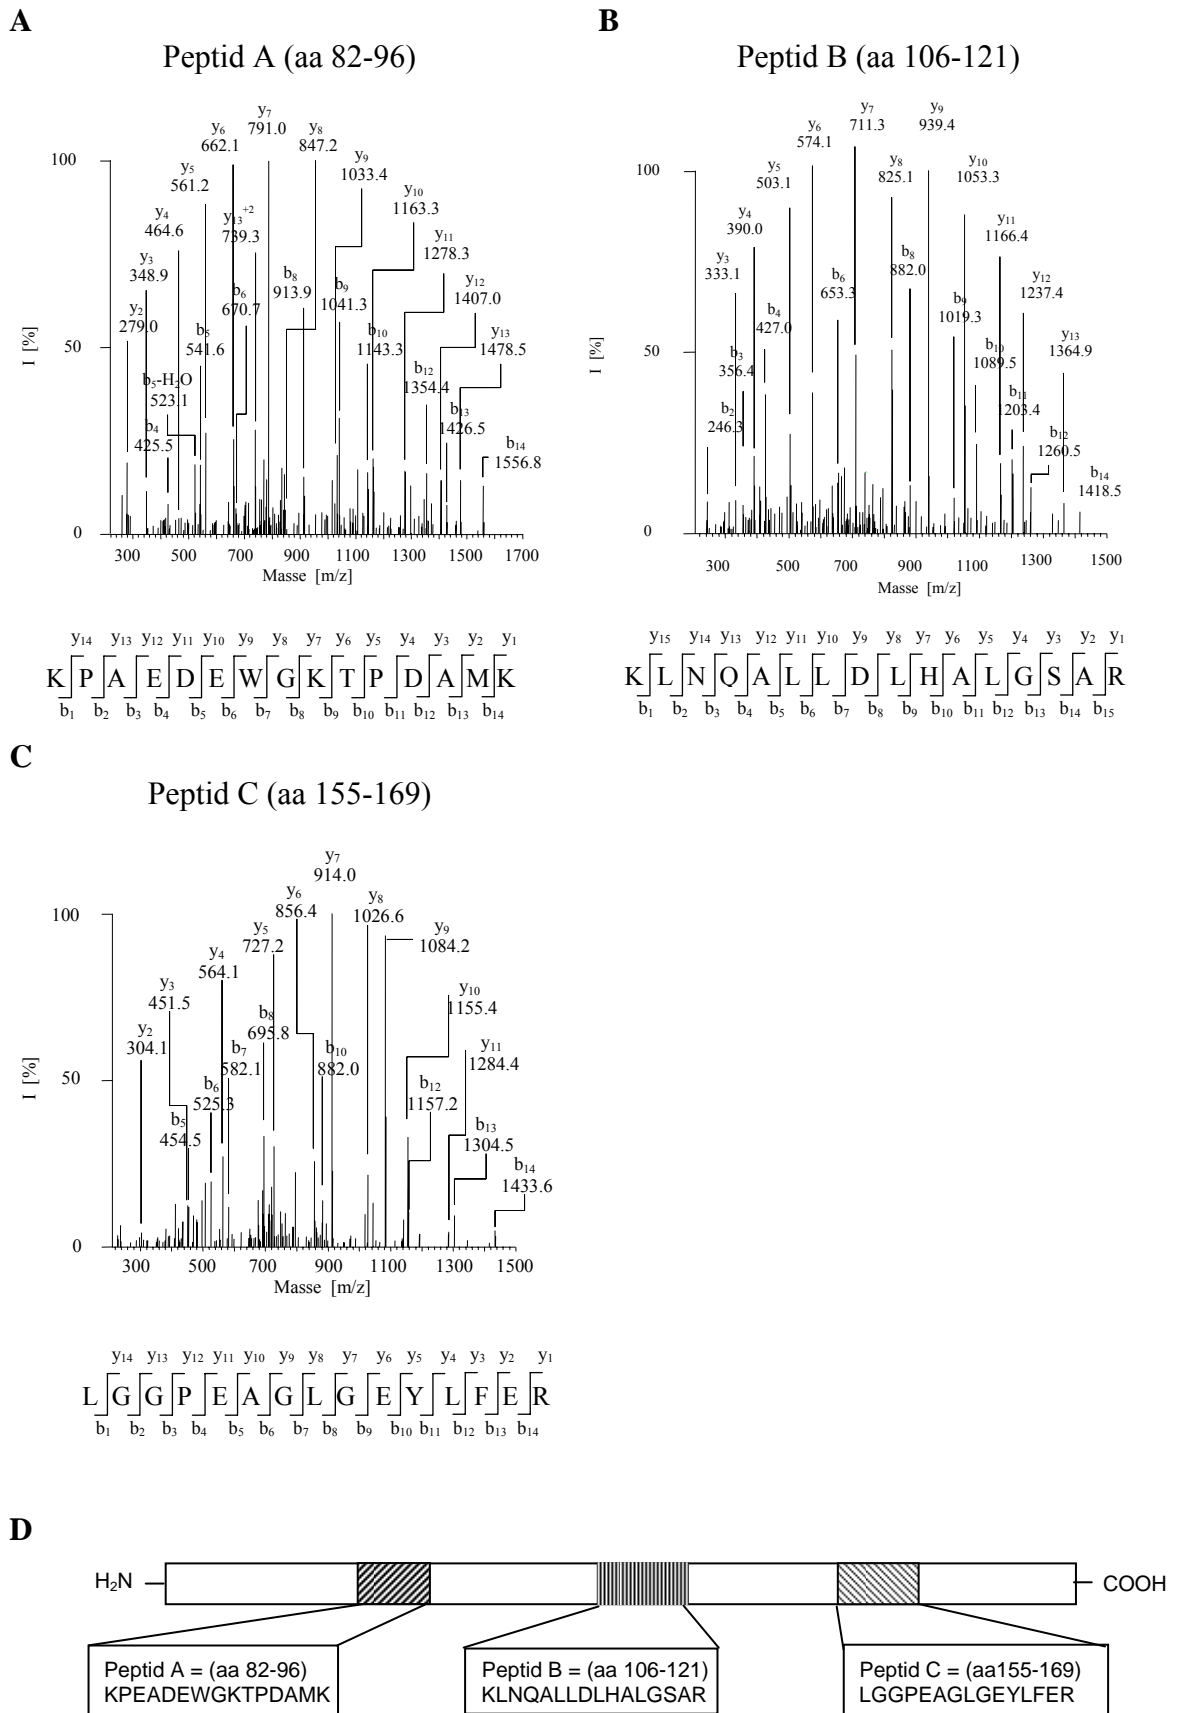 A
Peptid A (aa 82-96)
y7
791.0
y6
662.1
y8
847.2
y9
1033.4
100
y5
561.2
y10
1163.3
y4
464.6
y13+2
739.3
y11
1278.3
y3
348.9
b8
913.9
b9
1041.3
y12
1407.0
y2
279.0
b6
670.7
b5
541.6
b10
1143.3
y13
1478.5
50
b5-H2O
523.1
b12
1354.4
b4
425.5
b13
1426.5
b14
1556.8
I [%]
0
300 500 700 900 1100 1300 1500 1700
Masse [m/z]
y14 y13 y12 y11 y10 y9 y8 y7 y6 y5 y4 y3 y2 y1
K P A E D E W G K T P D A M K
b1 b2 b3 b4 b5 b6 b7 b8 b9 b10 b11 b12 b13 b14
B
Peptid B (aa 106-121)
y7
711.3
y9
939.4
y6
574.1
100
y5
503.1
y8
825.1
y10
1053.3
y4
390.0
y11
1166.4
y3
333.1
b6
653.3
b8
882.0
y12
1237.4
b4
427.0
b9
1019.3
y13
1364.9
50
b3
356.4
b10
1089.5
b2
246.3
b11
1203.4
b12
1260.5
b14
1418.5
I [%]
0
300 500 700 900 1300 1500
Masse [m/z]
y15 y14 y13 y12 y11 y10 y9 y8 y7 y6 y5 y4 y3 y2 y1
K L N Q A L L D L H A L G S A R
b1 b2 b3 b4 b5 b6 b7 b8 b9 b10 b11 b12 b13 b14 b15
C
Peptid C (aa 155-169)
y7
914.0
y6
856.4
y8
1026.6
100
y5
727.2
y9
1084.2
y4
564.1
y3
451.5
y10
1155.4
y2
304.1
b8
695.8
y11
1284.4
b7
582.1
b10
882.0
50
b6
525.3
b12
1157.2
b5
454.5
b13
1304.5
b14
1433.6
I [%]
0
300 500 700 900 1100 1300 1500
Masse [m/z]
y14 y13 y12 y11 y10 y9 y8 y7 y6 y5 y4 y3 y2 y1
L G G P E A G L G E Y L F E R
b1 b2 b3 b4 b5 b6 b7 b8 b9 b10 b11 b12 b13 b14
D
H2N
COOH
Peptid A = (aa 82-96)
KPEADEWGKTPDAMK
Peptid B = (aa 106-121)
KLNQALLDLHALGSAR
Peptid C = (aa155-169)
LGGPEAGLGEYLFER